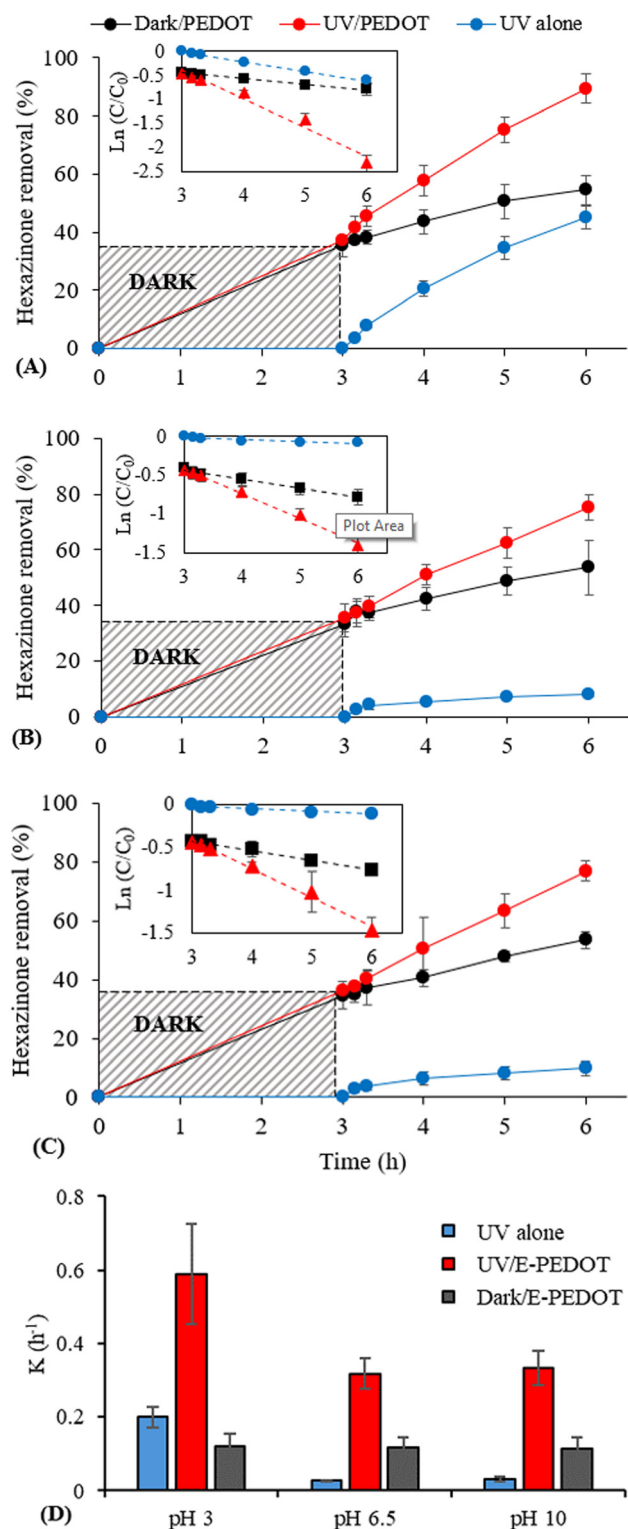 Dark/PEDOT UV/PEDOT UV alone
100
80
60
40
20
0
Hexazinone removal (%)
0
-0.5
-1
-1.5
-2
-2.5
Ln (C/C0)
3 4 5 6
DARK
0 1 2 3 4 5 6
(A)
100
80
60
40
20
0
Hexazinone removal (%)
0
-0.5
-1
-1.5
Ln (C/C0)
3 4 5 6
Plot Area
DARK
0 1 2 3 4 5 6
(B)
100
80
60
40
20
0
Hexazinone removal (%)
0
-0.5
-1
-1.5
Ln (C/C0)
3 4 5 6
DARK
0 1 2 3 4 5 6
(C)
Time (h)
0.8
0.6
0.4
0.2
0
K (h-1)
UV alone
UV/E-PEDOT
Dark/E-PEDOT
pH 3 pH 6.5 pH 10
(D)